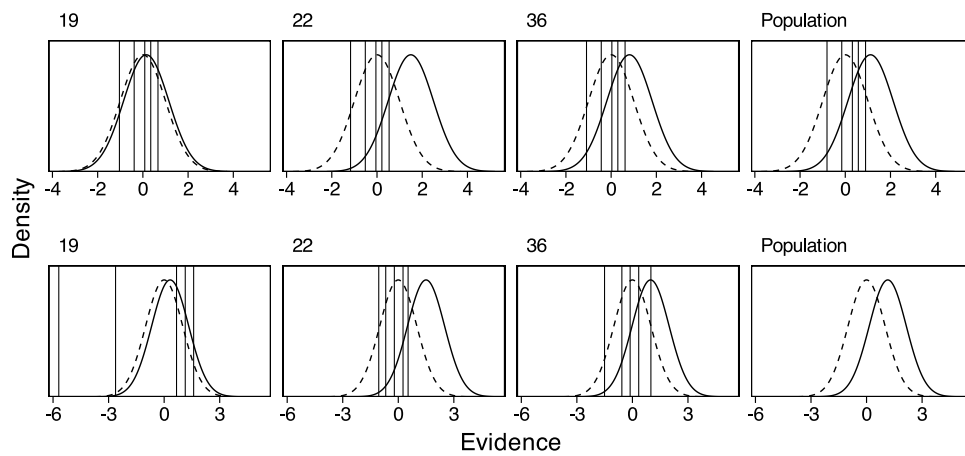 19 22 36 Population
-4 -2 0 2 4 -4 -2 0 2 4 -4 -2 0 2 4 -4 -2 0 2 4
Density
19 22 36 Population
-6 -3 0 3 -6 -3 0 3 -6 -3 0 3 -6 -3 0 3
Evidence